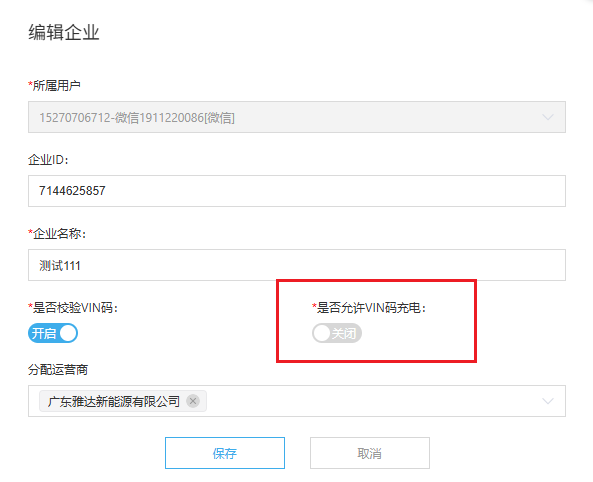 编辑企业
*所属用户
15270706712-微信1911220086[微信]
企业ID:
7144625857
*企业名称:
测试111
*是否校验VIN码: *是否允许VIN码充电:
开启 关闭
分配运营商
广东雅达新能源有限公司
保存 取消